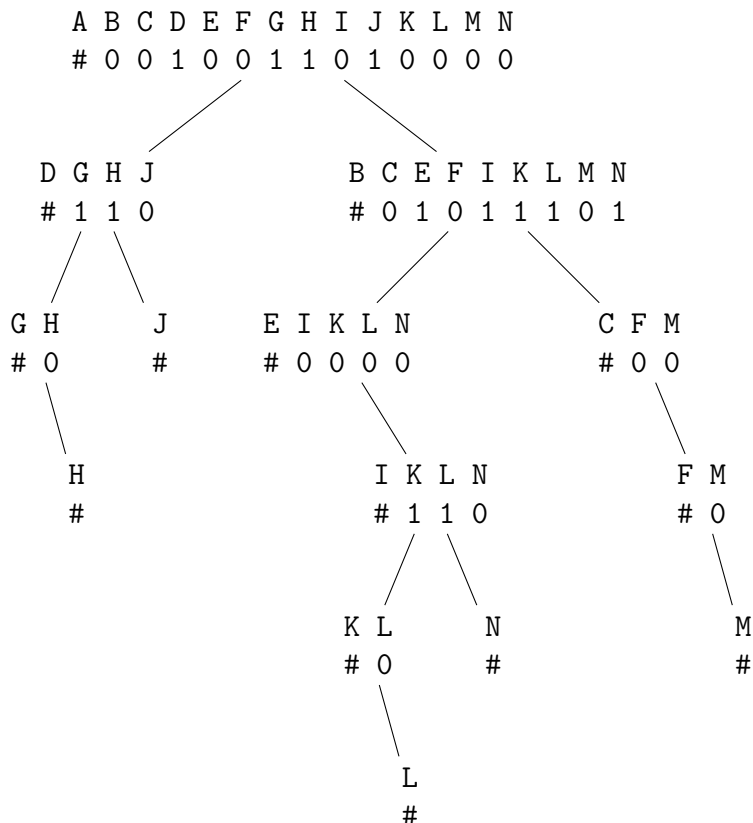 A B C D E F G H I J K L M N
# 0 0 1 0 0 1 1 0 1 0 0 0 0
D G H J
# 1 1 0
B C E F I K L M N
# 0 1 0 1 1 1 0 1
G H
# 0
J
#
E I K L N
# 0 0 0 0
C F M
# 0 0
H
#
I K L N
# 1 1 0
F M
# 0
K L
# 0
N
#
M
#
L
#